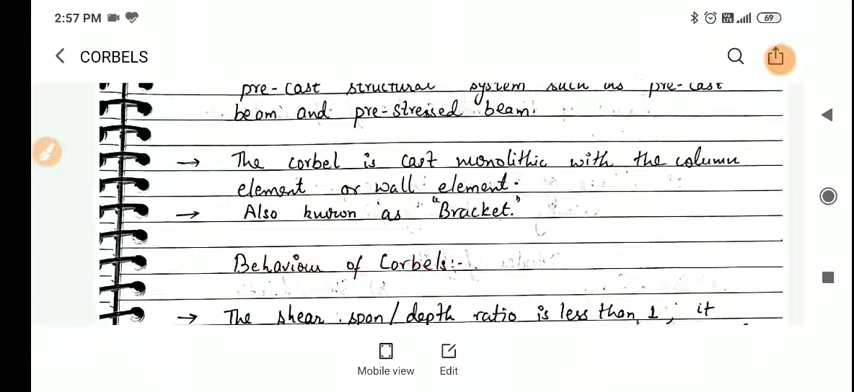 2:57 PM
69
CORBELS
pre-cast structural system such as pre-cast
beam and pre-stressed beam.
→ The corbel is cast monolithic with the column
element or wall element.
→ Also known as "Bracket."
Behaviour of Corbels:-
→ The shear span/depth ratio is less than 1, it
Mobile view
Edit